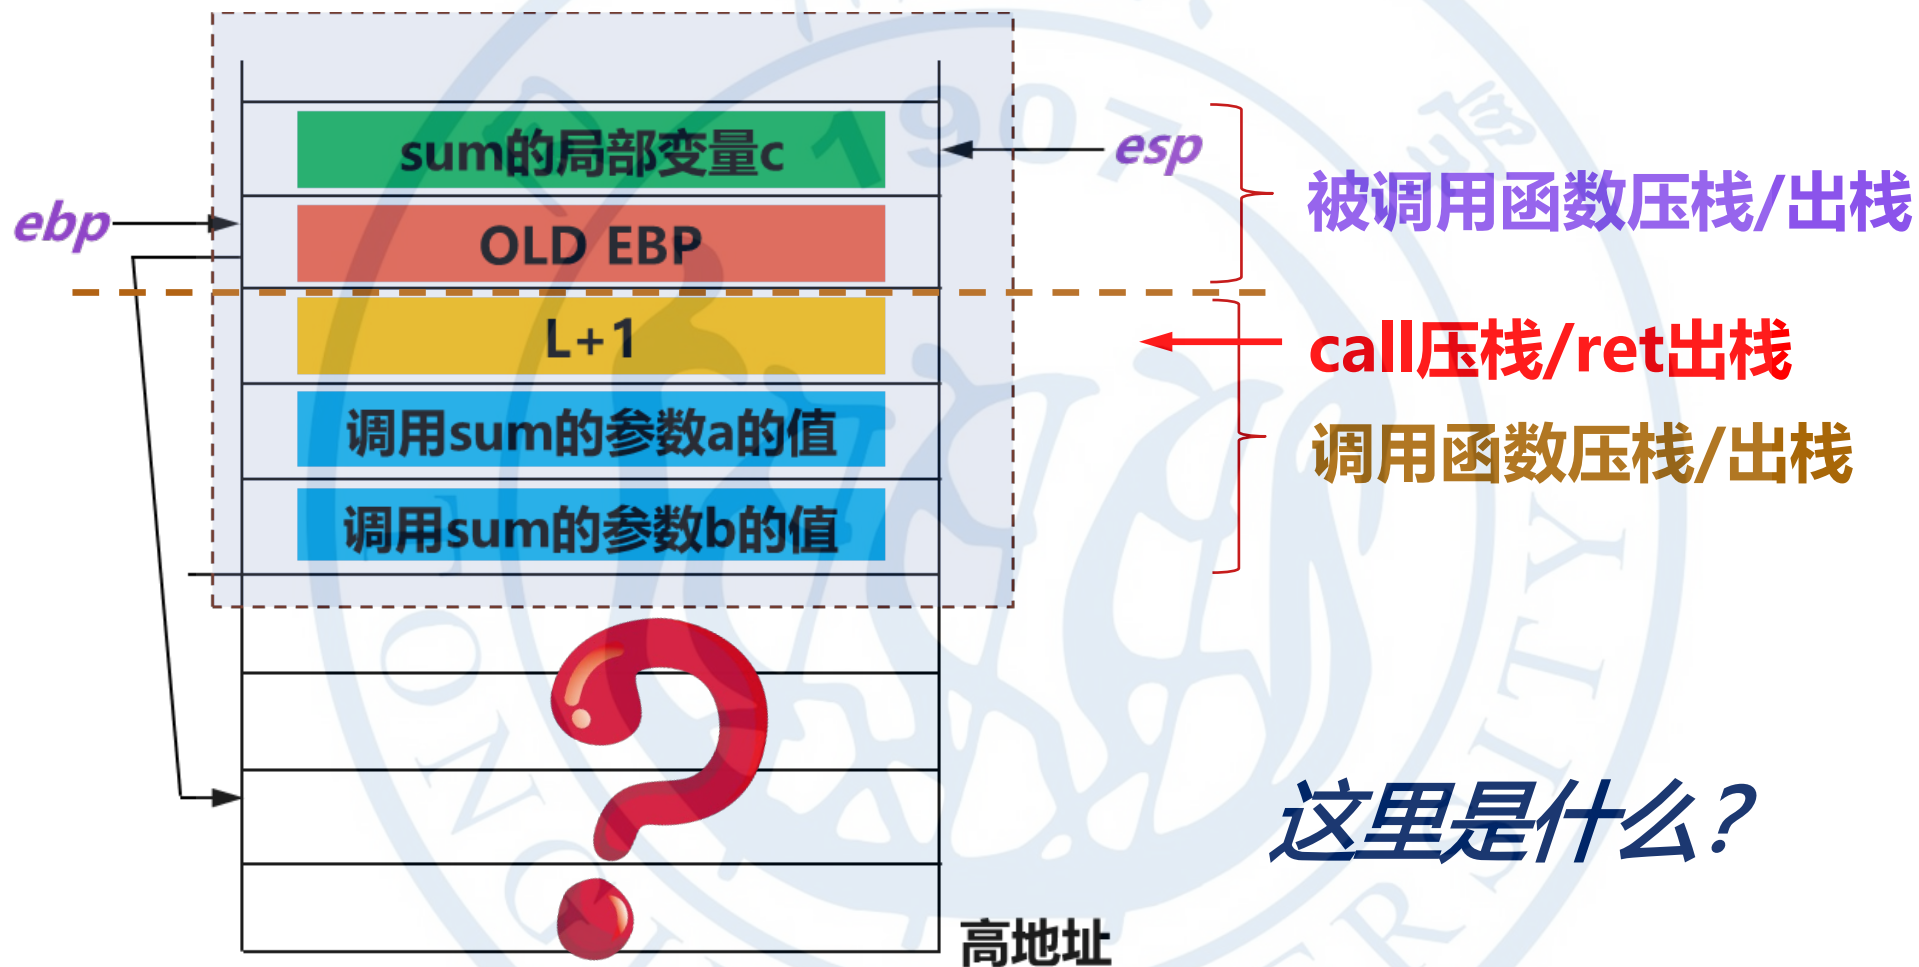 sum的局部变量c
esp
被调用函数压栈/出栈
ebp
OLD EBP
L+1
call压栈/ret出栈
调用sum的参数a的值
调用函数压栈/出栈
调用sum的参数b的值
这里是什么?
高地址
1907